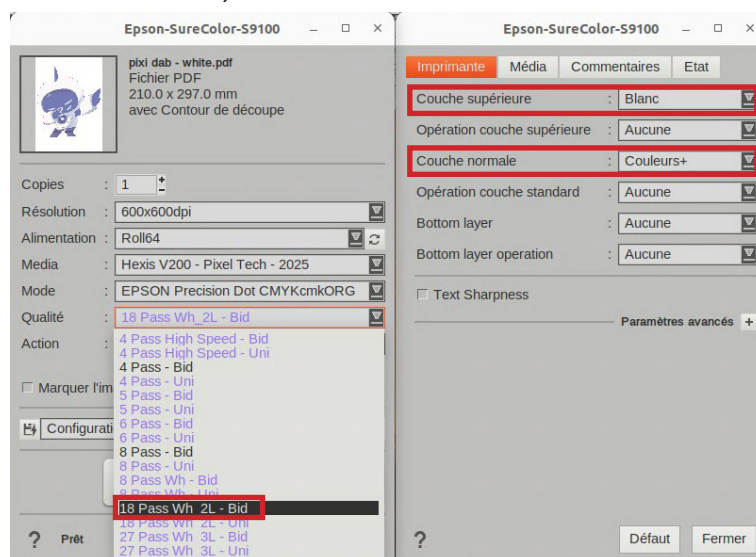 Epson-SureColor-S9100
pixi dab - white.pdf
Fichier PDF
210.0 x 297.0 mm
avec Contour de découpe
Copies : 1
Résolution : 600x600dpi
Alimentation : Roll64
Media : Hexis V200 - Pixel Tech - 2025
Mode : EPSON Precision Dot CMYKcmkORG
Qualité : 18 Pass Wh_2L - Bid
Action :
4 Pass High Speed - Bid
4 Pass High Speed - Uni
4 Pass - Bid
4 Pass - Uni
5 Pass - Bid
5 Pass - Uni
6 Pass - Bid
6 Pass - Uni
8 Pass - Bid
8 Pass - Uni
8 Pass Wh - Bid
8 Pass Wh - Uni
18 Pass Wh 2L - Bid
18 Pass Wh 2L - Uni
27 Pass Wh 3L - Bid
27 Pass Wh 3L - Uni
Marquer l'im
Configurati
? Prêt
Epson-SureColor-S9100
Imprimante Média Commentaires Etat
Couche supérieure : Blanc
Opération couche supérieure : Aucune
Couche normale : Couleurs+
Opération couche standard : Aucune
Bottom layer : Aucune
Bottom layer operation : Aucune
Text Sharpness
Paramètres avancés +
? Défaut Fermer